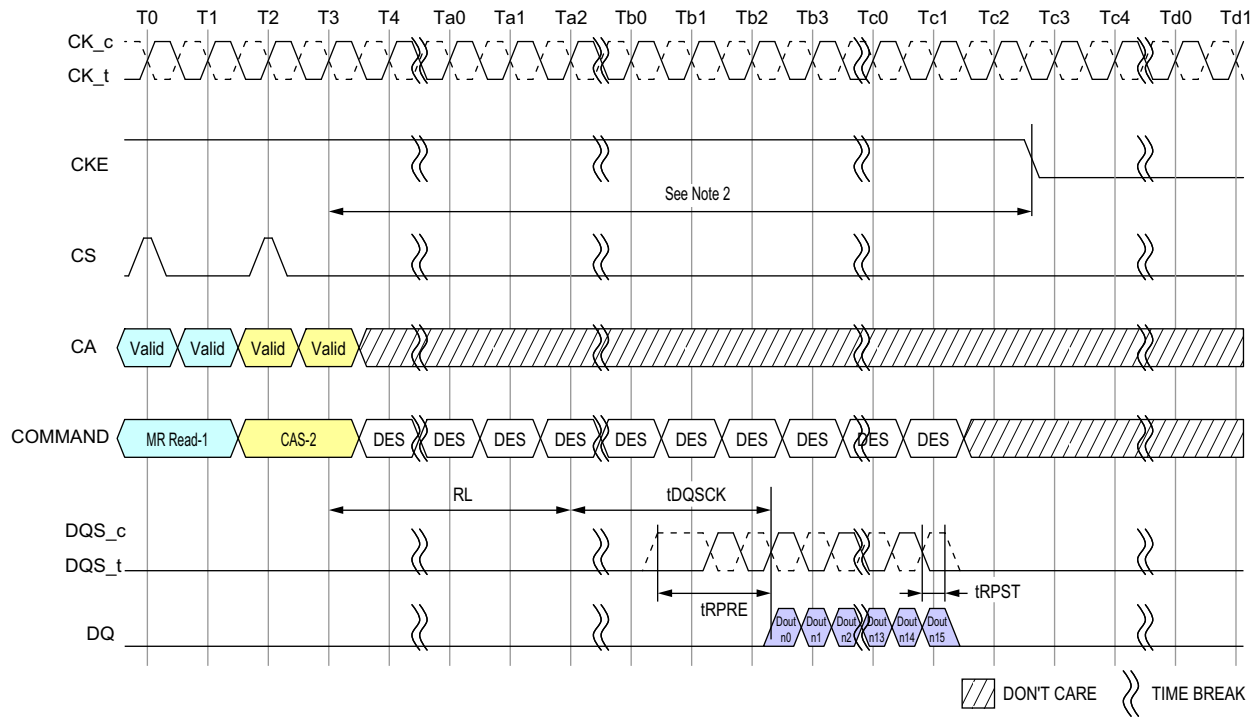 T0 T1 T2 T3 T4 Ta0 Ta1 Ta2 Tb0 Tb1 Tb2 Tb3 Tc0 Tc1 Tc2 Tc3 Tc4 Td0 Td1
CK_c
CK_t
CKE
See Note 2
CS
CA Valid Valid Valid Valid
COMMAND MR Read-1 CAS-2 DES DES DES DES DES DES DES DES DES DES
RL tDQSCK
DQS_c
DQS_t
tRPRE tRPST
DQ Dout n0 Dout n1 Dout n2 Dout n13 Dout n14 Dout n15
DON'T CARE TIME BREAK